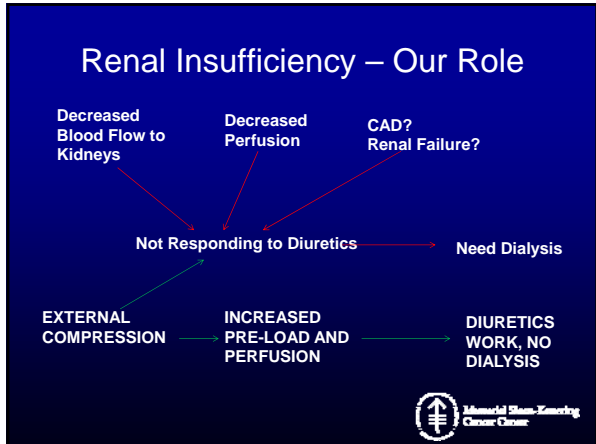 Renal Insufficiency – Our Role
Decreased
Blood Flow to
Kidneys
Decreased
Perfusion
CAD?
Renal Failure?
Not Responding to Diuretics
Need Dialysis
EXTERNAL
COMPRESSION
INCREASED
PRE-LOAD AND
PERFUSION
DIURETICS
WORK, NO
DIALYSIS
Memorial Sloan-Kettering
Cancer Center